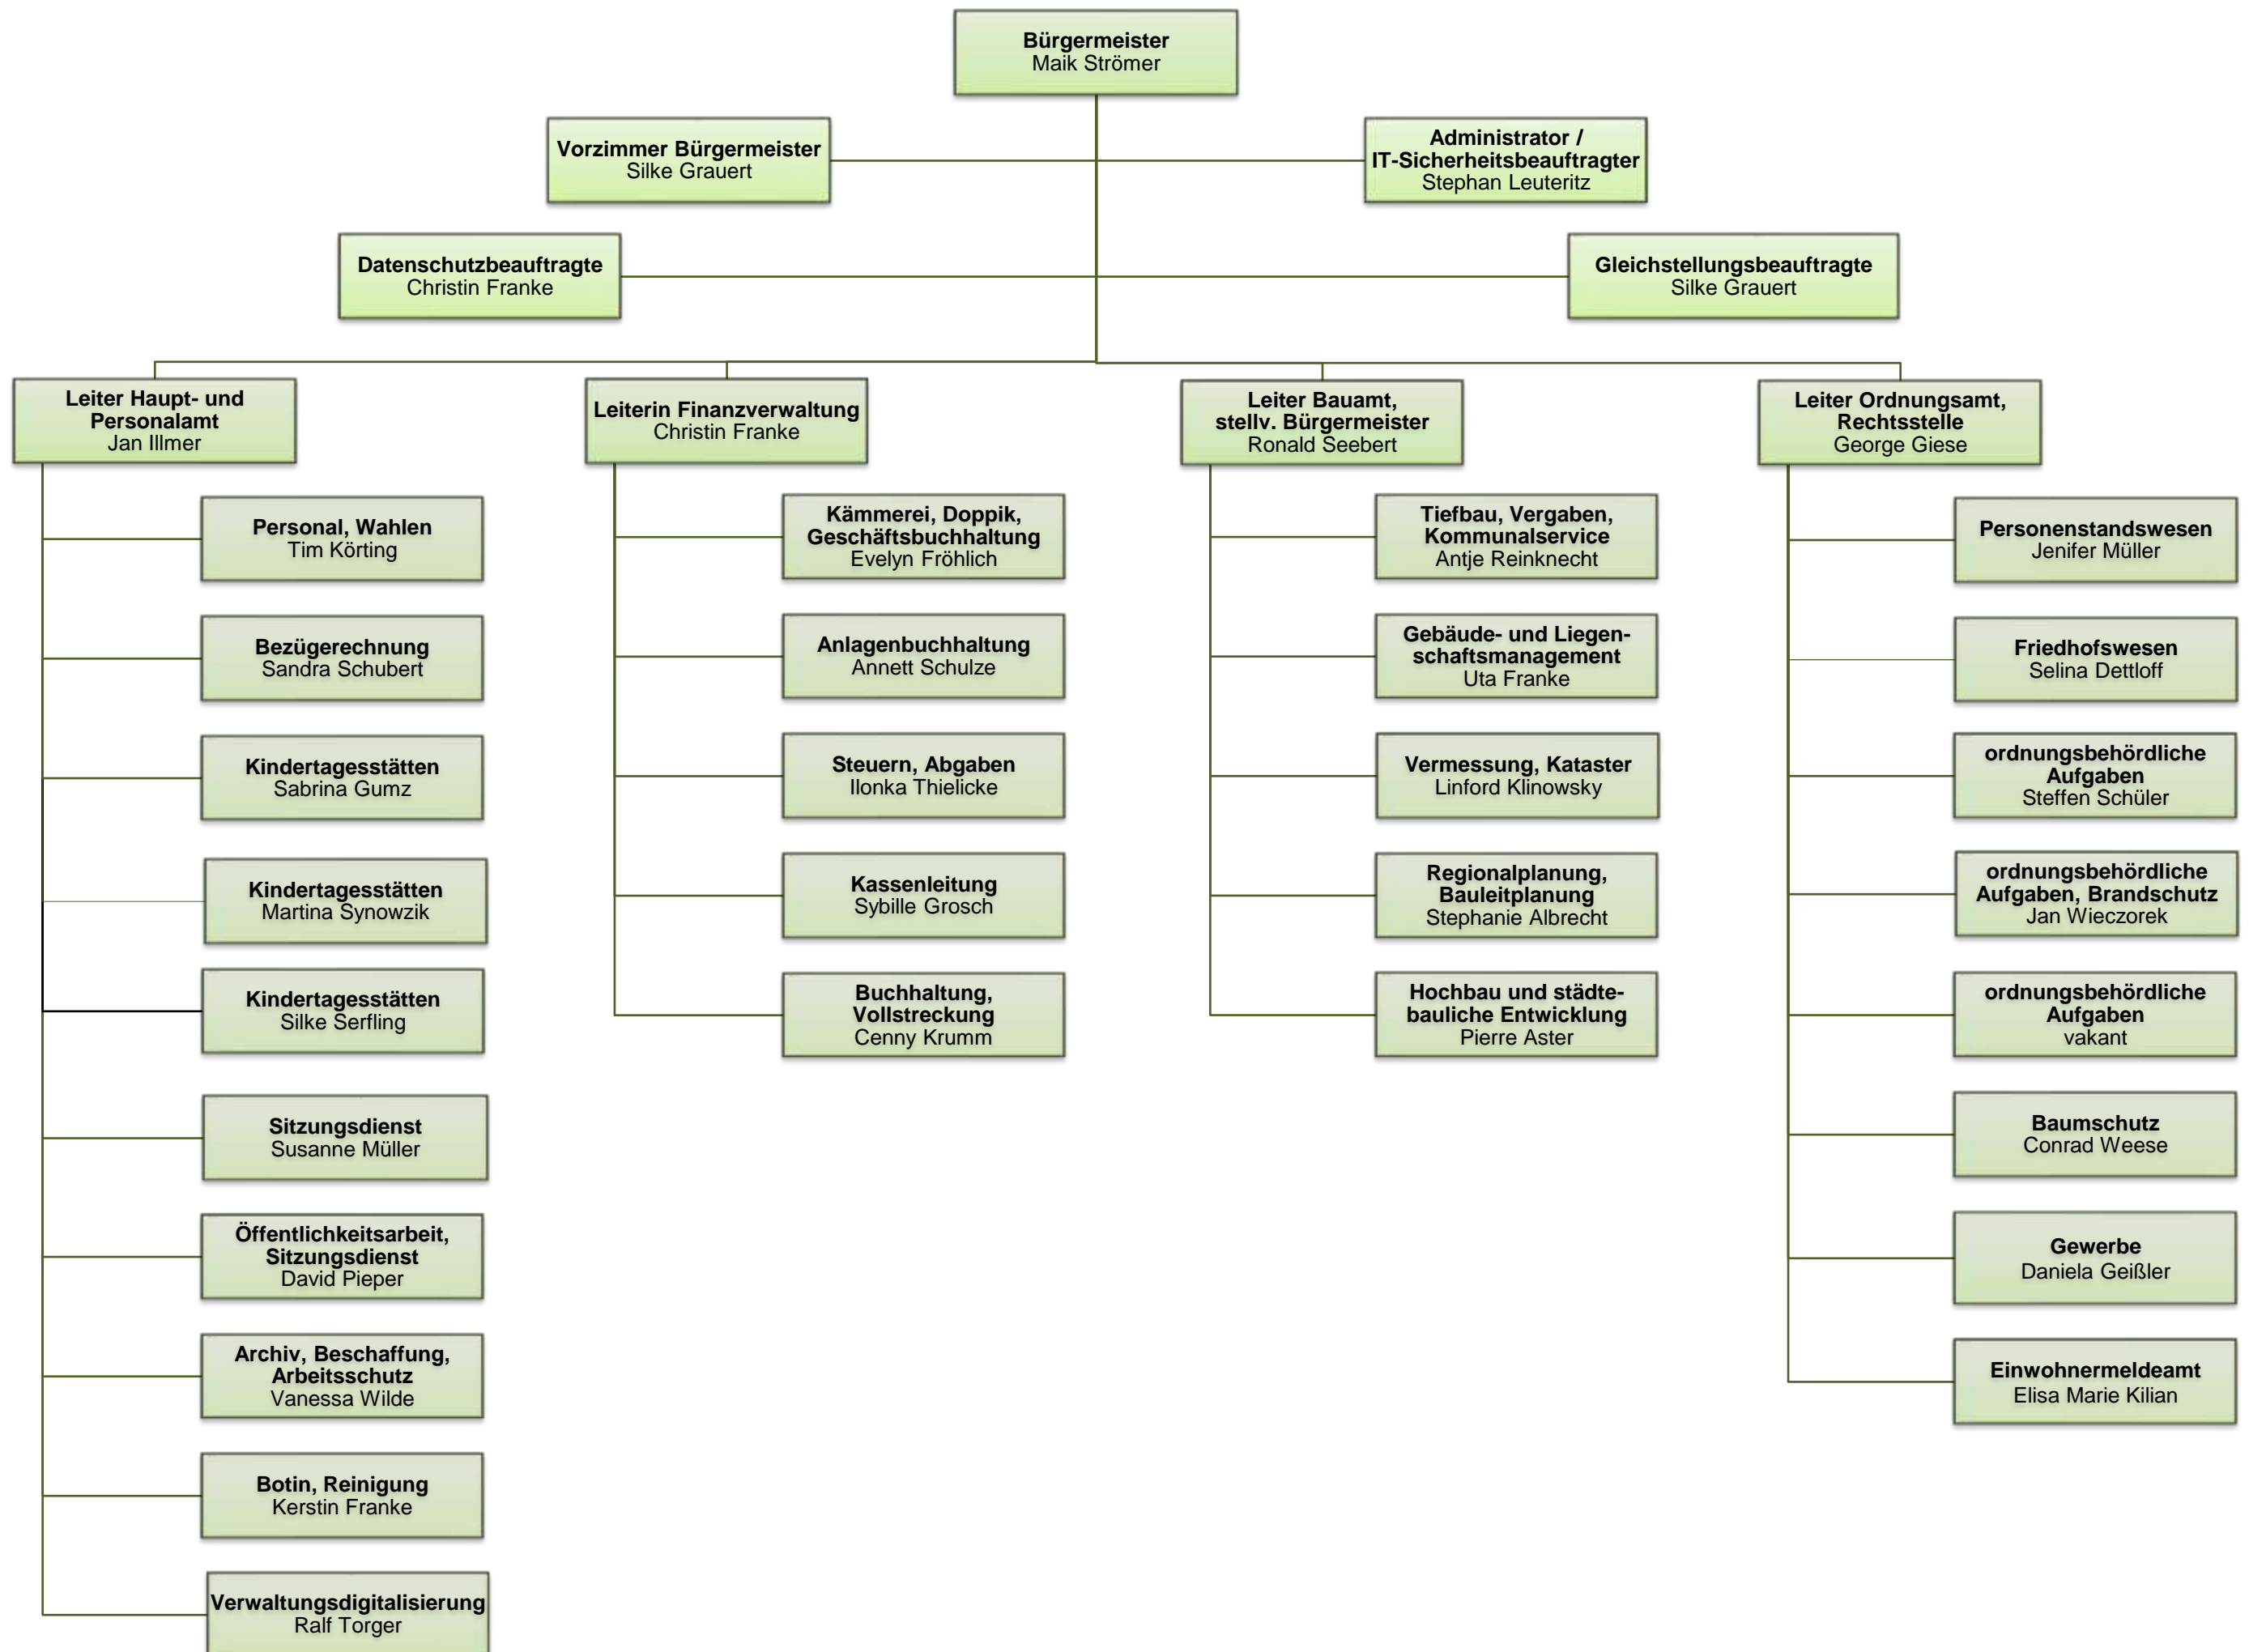 Bürgermeister
Maik Strömer
Vorzimmer Bürgermeister
Silke Grauert
Administrator /
IT-Sicherheitsbeauftragter
Stephan Leuteritz
Datenschutzbeauftragte
Christin Franke
Gleichstellungsbeauftragte
Silke Grauert
Leiter Haupt- und
Personalamt
Jan Illmer
Personal, Wahlen
Tim Körting
Bezügerechnung
Sandra Schubert
Kindertagesstätten
Sabrina Gumz
Kindertagesstätten
Martina Synowzik
Kindertagesstätten
Silke Serfling
Sitzungsdienst
Susanne Müller
Öffentlichkeitsarbeit,
Sitzungsdienst
David Pieper
Archiv, Beschaffung,
Arbeitsschutz
Vanessa Wilde
Botin, Reinigung
Kerstin Franke
Verwaltungsdigitalisierung
Ralf Torger
Leiterin Finanzverwaltung
Christin Franke
Kämmerei, Doppik,
Geschäftsbuchhaltung
Evelyn Fröhlich
Anlagenbuchhaltung
Annett Schulze
Steuern, Abgaben
Ilonka Thielicke
Kassenleitung
Sybille Grosch
Buchhaltung,
Vollstreckung
Cenny Krumm
Leiter Bauamt,
stellv. Bürgermeister
Ronald Seebert
Tiefbau, Vergaben,
Kommunalservice
Antje Reinknecht
Gebäude- und Liegen-
schaftsmanagement
Uta Franke
Vermessung, Kataster
Linford Klinowsky
Regionalplanung,
Bauleitplanung
Stephanie Albrecht
Hochbau und städte-
bauliche Entwicklung
Pierre Aster
Leiter Ordnungsamt,
Rechtsstelle
George Giese
Personenstandswesen
Jenifer Müller
Friedhofswesen
Selina Dettloff
ordnungsbehördliche
Aufgaben
Steffen Schüler
ordnungsbehördliche
Aufgaben, Brandschutz
Jan Wieczorek
ordnungsbehördliche
Aufgaben
vakant
Baumschutz
Conrad Weese
Gewerbe
Daniela Geißler
Einwohnermeldeamt
Elisa Marie Kilian